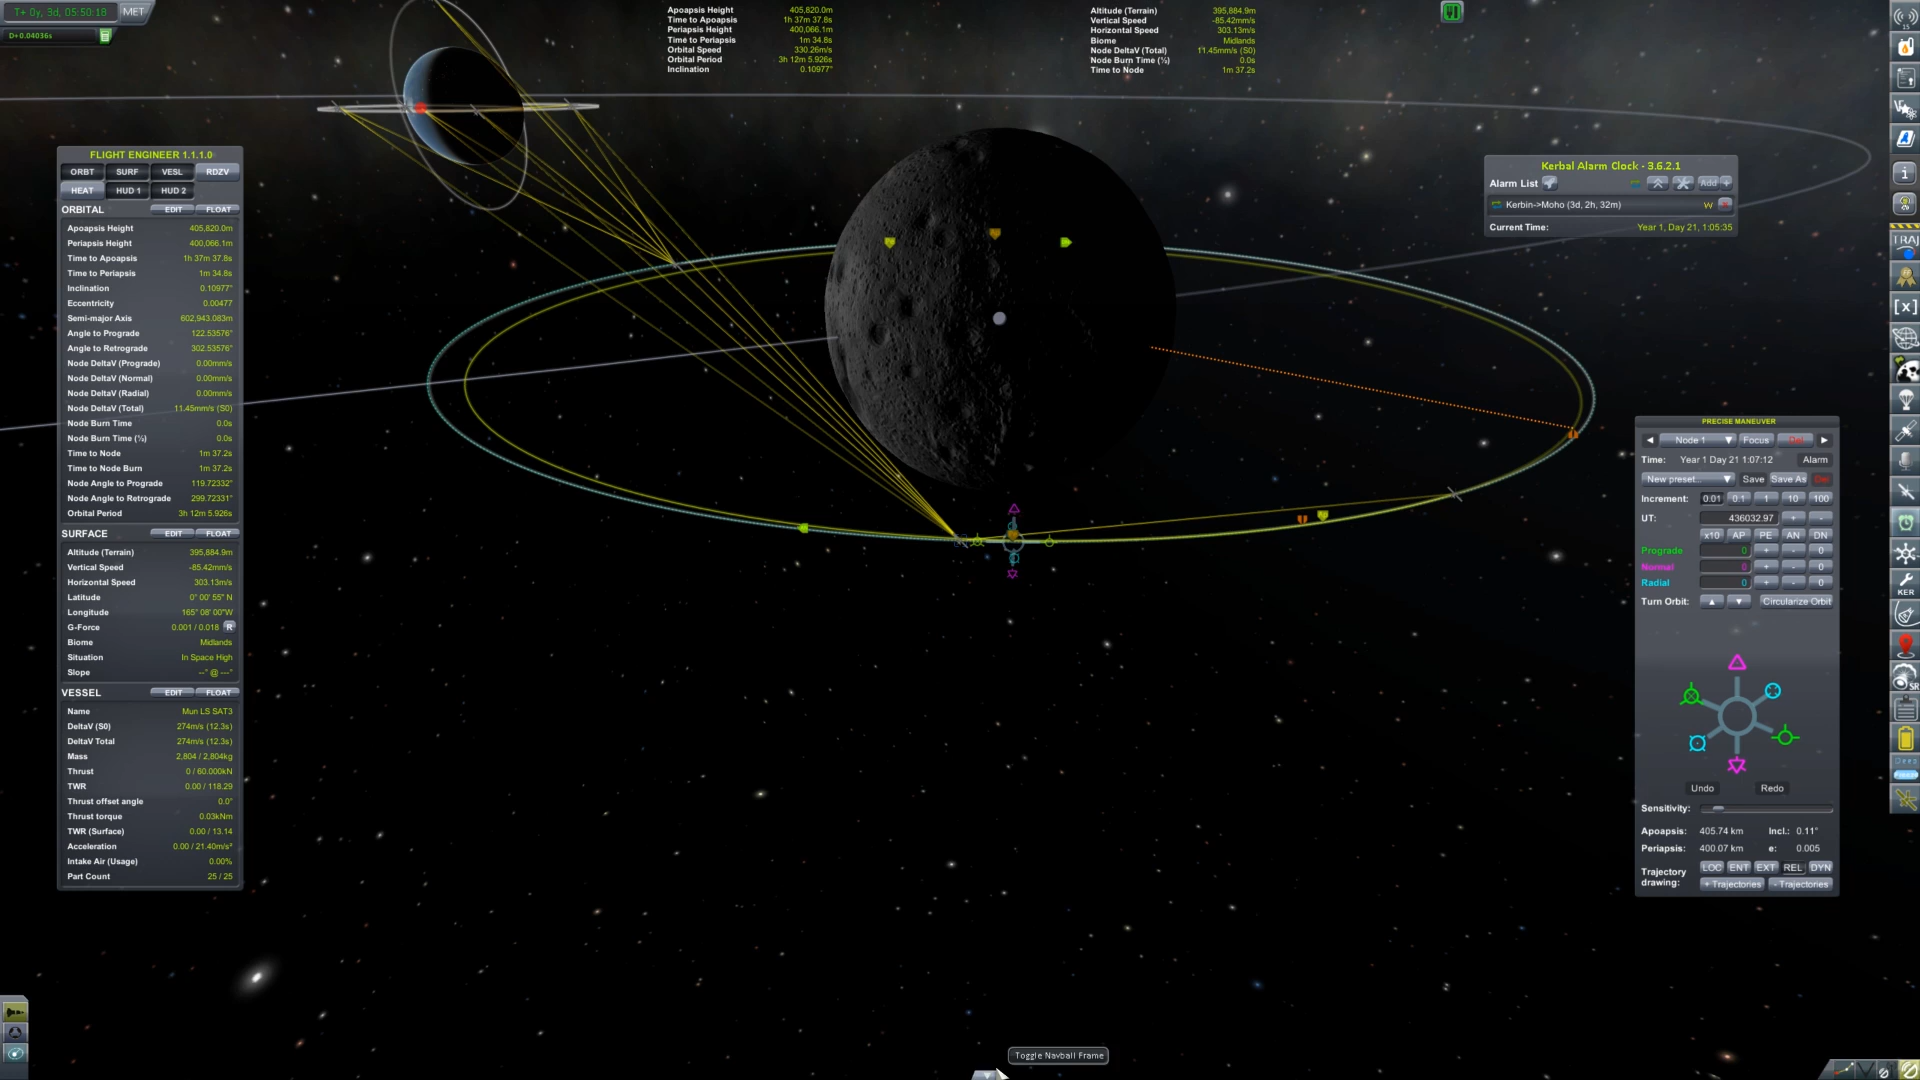 T+ 0y, 3d, 05:50:18 MET
D+0.04036s
Apoapsis Height 405,820.0m
Time to Apoapsis 1h 37m 37.8s
Periapsis Height 400,066.1m
Time to Periapsis 1m 34.8s
Orbital Speed 330.26m/s
Orbital Period 3h 12m 5.926s
Inclination 0.10977°
Altitude (Terrain) 395,884.9m
Vertical Speed -85.42mm/s
Horizontal Speed 303.13m/s
Biome Midlands
Node DeltaV (Total) 11.45mm/s (S0)
Node Burn Time (½) 0.0s
Time to Node 1m 37.2s
FLIGHT ENGINEER 1.1.1.0
ORBT SURF VESL RDZV
HEAT HUD 1 HUD 2
ORBITAL EDIT FLOAT
Apoapsis Height 405,820.0m
Periapsis Height 400,066.1m
Time to Apoapsis 1h 37m 37.8s
Time to Periapsis 1m 34.8s
Inclination 0.10977°
Eccentricity 0.00477
Semi-major Axis 602,943.083m
Angle to Prograde 122.53576°
Angle to Retrograde 302.53576°
Node DeltaV (Prograde) 0.00mm/s
Node DeltaV (Normal) 0.00mm/s
Node DeltaV (Radial) 0.00mm/s
Node DeltaV (Total) 11.45mm/s (S0)
Node Burn Time 0.0s
Node Burn Time (½) 0.0s
Time to Node 1m 37.2s
Time to Node Burn 1m 37.2s
Node Angle to Prograde 119.72332°
Node Angle to Retrograde 299.72331°
Orbital Period 3h 12m 5.926s
SURFACE EDIT FLOAT
Altitude (Terrain) 395,884.9m
Vertical Speed -85.42mm/s
Horizontal Speed 303.13m/s
Latitude 0° 00' 55" N
Longitude 165° 08' 00"W
G-Force 0.001 / 0.018 R
Biome Midlands
Situation In Space High
Slope --° @ ---°
VESSEL EDIT FLOAT
Name Mun LS SAT3
DeltaV (S0) 274m/s (12.3s)
DeltaV Total 274m/s (12.3s)
Mass 2,804 / 2,804kg
Thrust 0 / 60.000kN
TWR 0.00 / 118.29
Thrust offset angle 0.0°
Thrust torque 0.03kNm
TWR (Surface) 0.00 / 13.14
Acceleration 0.00 / 21.40m/s²
Intake Air (Usage) 0.00%
Part Count 25 / 25
Kerbal Alarm Clock - 3.6.2.1
Alarm List Add +
Kerbin->Moho (3d, 2h, 32m) W
Current Time: Year 1, Day 21, 1:05:35
PRECISE MANEUVER
Node 1 Focus Del
Time: Year 1 Day 21 1:07:12 Alarm
New preset... Save Save As Del
Increment: 0.01 0.1 1 10 100
UT: 436032.97 + -
x10 AP PE AN DN
Prograde 0 + - 0
Normal 0 + - 0
Radial 0 + - 0
Turn Orbit: Circularize Orbit
Undo Redo
Sensitivity:
Apoapsis: 405.74 km Incl.: 0.11°
Periapsis: 400.07 km e: 0.005
Trajectory drawing: LOC ENT EXT REL DYN
+ Trajectories - Trajectories
TRAJ
[x]
KER
SR
Toggle Navball Frame